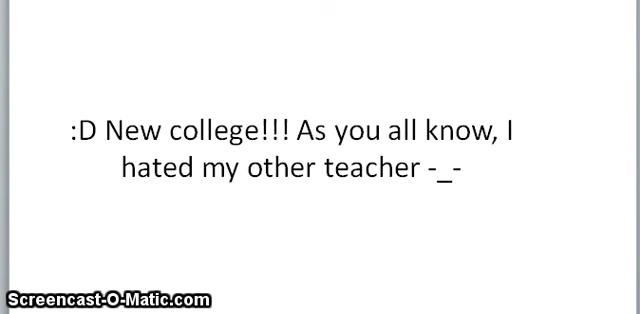 :D New college!!! As you all know, I
hated my other teacher -_-
Screencast-O-Matic.com